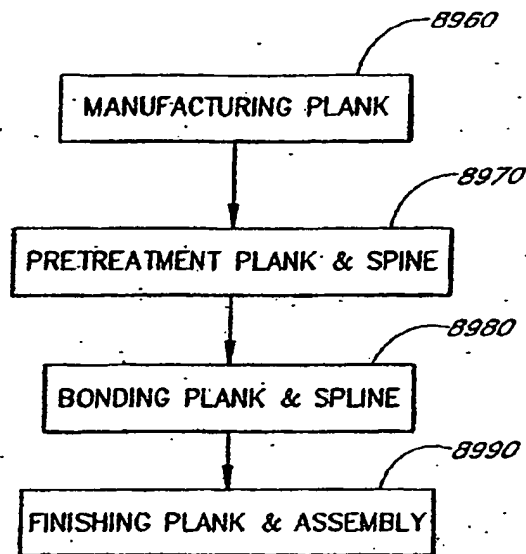 8960
MANUFACTURING PLANK
8970
PRETREATMENT PLANK & SPINE
8980
BONDING PLANK & SPLINE
8990
FINISHING PLANK & ASSEMBLY